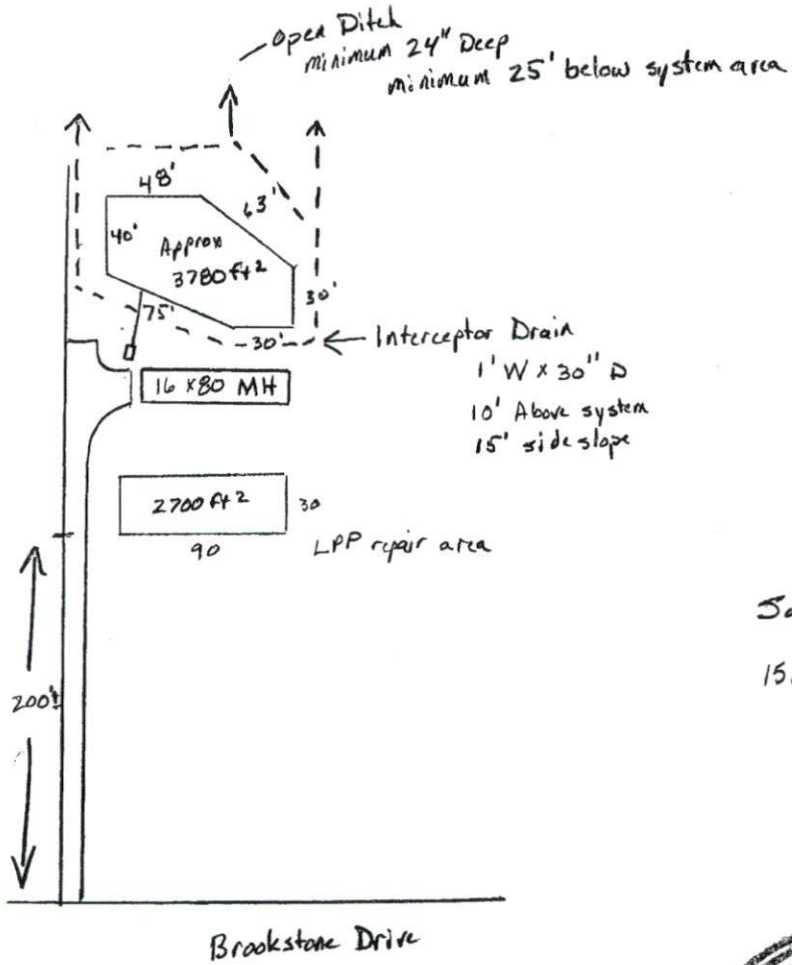 Open Ditch
minimum 24" Deep
minimum 25' below system area
48'
63'
40'
Approx
3780 ft²
30'
75'
30'
Interceptor Drain
1' W x 30" D
10' Above system
15' side slope
16 x 80 MH
2700 ft²
30
90
LPP repair area
200'±
15.
Brookstone Drive